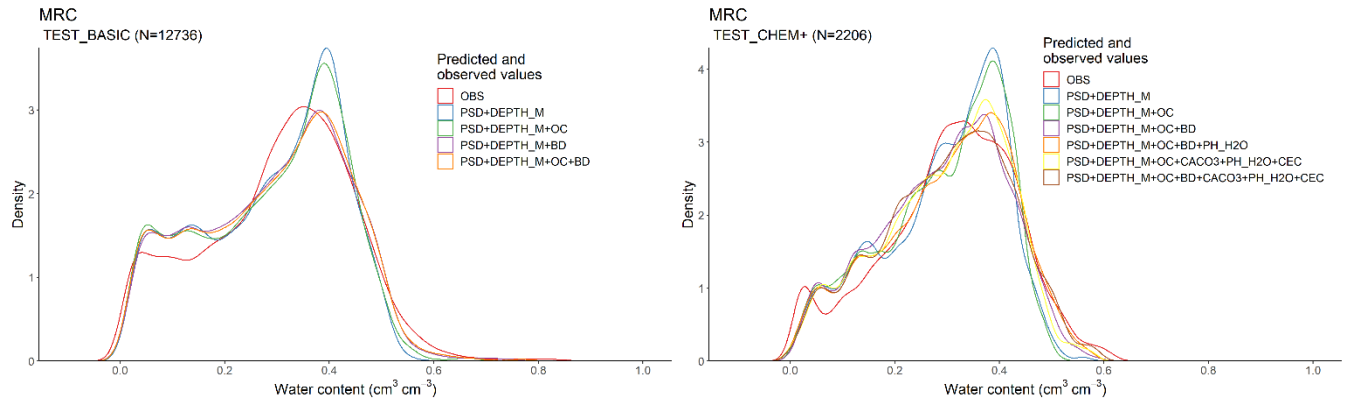 MRC
TEST_BASIC (N=12736)
Predicted and
observed values
OBS
PSD+DEPTH_M
PSD+DEPTH_M+OC
PSD+DEPTH_M+BD
PSD+DEPTH_M+OC+BD
Density
3
2
1
0
0.0 0.2 0.4 0.6 0.8 1.0
Water content (cm³ cm⁻³)
MRC
TEST_CHEM+ (N=2206)
Predicted and
observed values
OBS
PSD+DEPTH_M
PSD+DEPTH_M+OC
PSD+DEPTH_M+OC+BD
PSD+DEPTH_M+OC+BD+PH_H2O
PSD+DEPTH_M+OC+CACO3+PH_H2O+CEC
PSD+DEPTH_M+OC+BD+CACO3+PH_H2O+CEC
Density
4
3
2
1
0
0.0 0.2 0.4 0.6 0.8 1.0
Water content (cm³ cm⁻³)